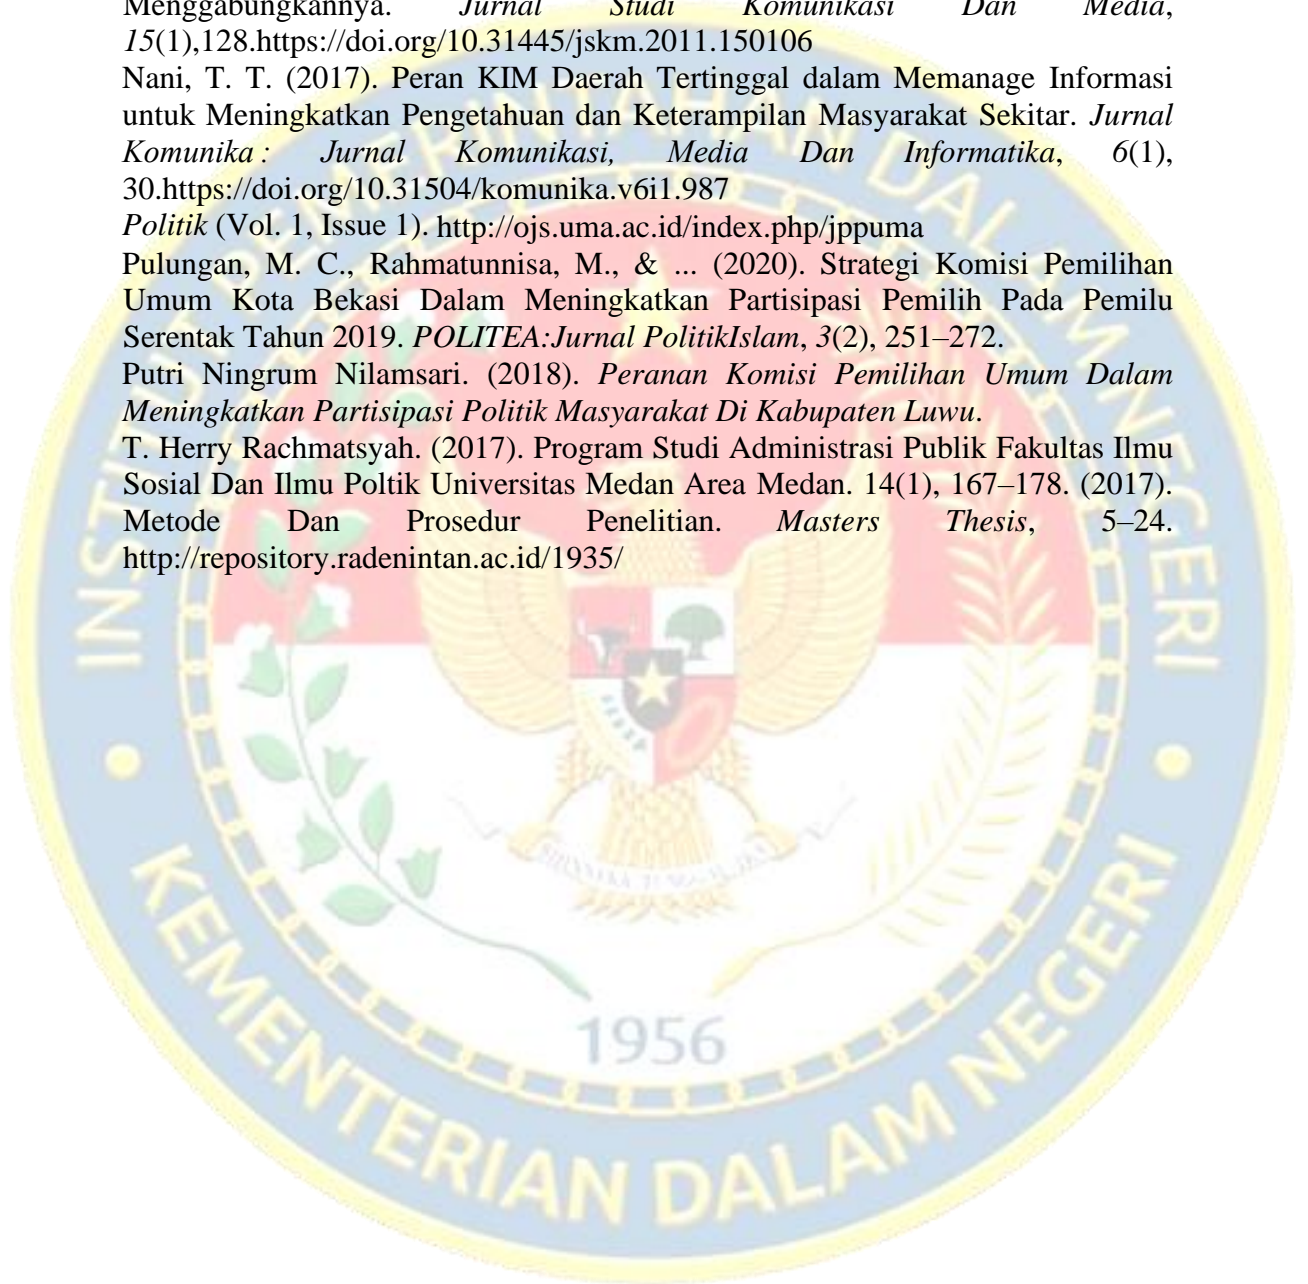 Menggabungkannya. Jurnal Studi Komunikasi Dan Media,
15(1),128.https://doi.org/10.31445/jskm.2011.150106
Nani, T. T. (2017). Peran KIM Daerah Tertinggal dalam Memanage Informasi
untuk Meningkatkan Pengetahuan dan Keterampilan Masyarakat Sekitar. Jurnal
Komunika : Jurnal Komunikasi, Media Dan Informatika, 6(1),
30.https://doi.org/10.31504/komunika.v6i1.987
Politik (Vol. 1, Issue 1). http://ojs.uma.ac.id/index.php/jppuma
Pulungan, M. C., Rahmatunnisa, M., & ... (2020). Strategi Komisi Pemilihan
Umum Kota Bekasi Dalam Meningkatkan Partisipasi Pemilih Pada Pemilu
Serentak Tahun 2019. POLITEA:Jurnal PolitikIslam, 3(2), 251–272.
Putri Ningrum Nilamsari. (2018). Peranan Komisi Pemilihan Umum Dalam
Meningkatkan Partisipasi Politik Masyarakat Di Kabupaten Luwu.
T. Herry Rachmatsyah. (2017). Program Studi Administrasi Publik Fakultas Ilmu
Sosial Dan Ilmu Poltik Universitas Medan Area Medan. 14(1), 167–178. (2017).
Metode Dan Prosedur Penelitian. Masters Thesis, 5–24.
http://repository.radenintan.ac.id/1935/
INSTITUT PEMERINTAHAN DALAM NEGERI
1956
KEMENTERIAN DALAM NEGERI